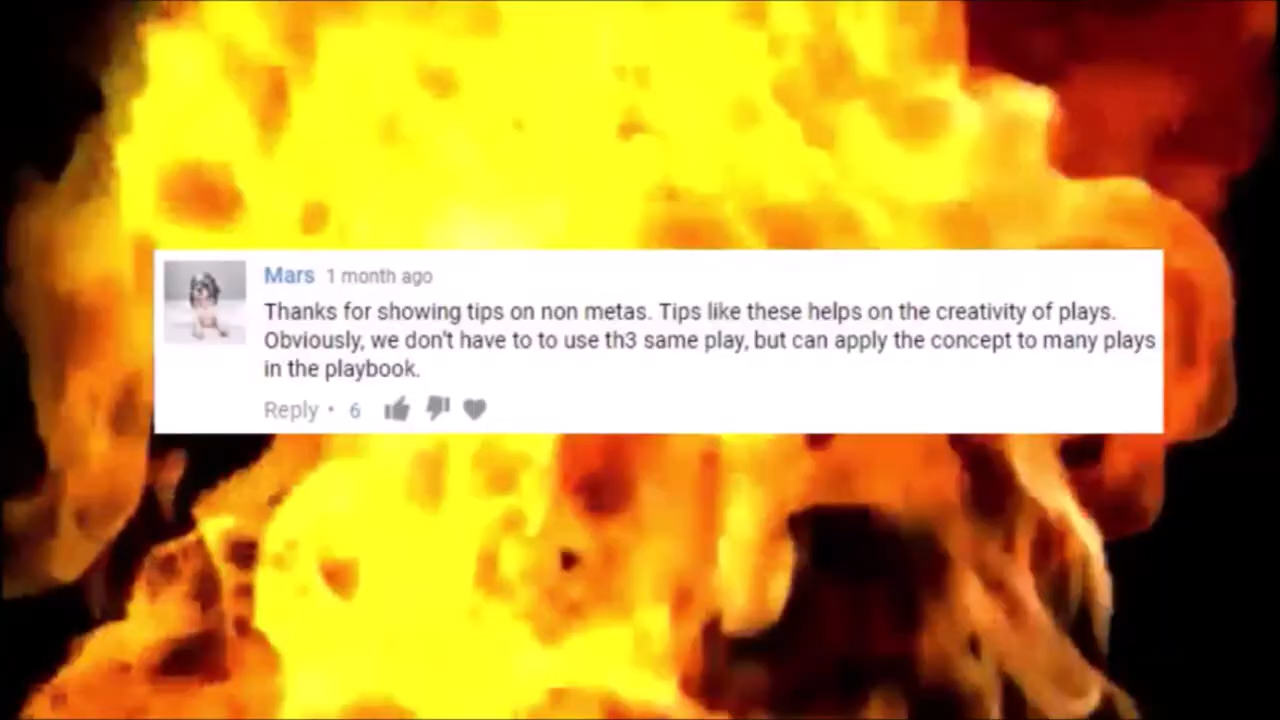 Mars 1 month ago
Thanks for showing tips on non metas. Tips like these helps on the creativity of plays.
Obviously, we don't have to to use th3 same play, but can apply the concept to many plays
in the playbook.
Reply • 6